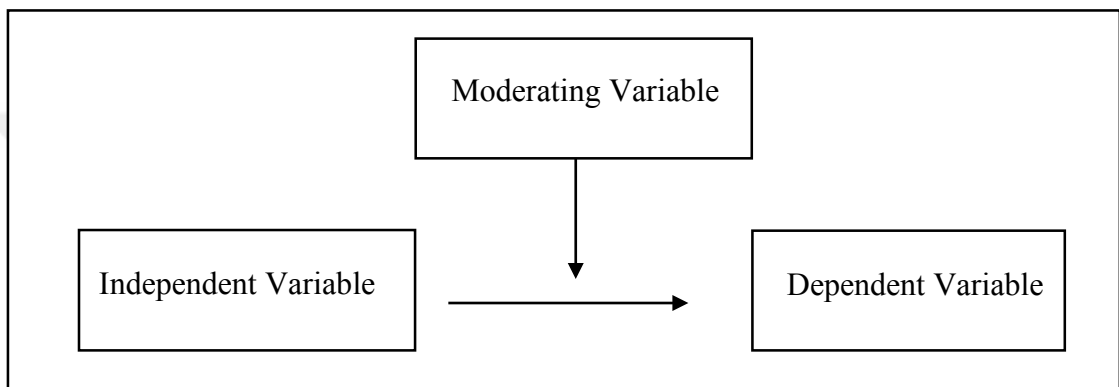 Moderating Variable
Independent Variable
Dependent Variable